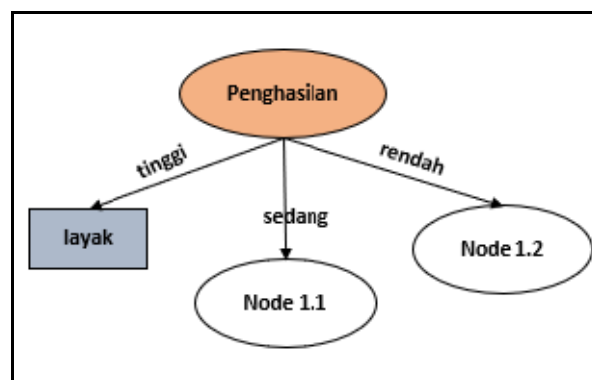 Penghasilan
tinggi
rendah
sedang
layak
Node 1.2
Node 1.1